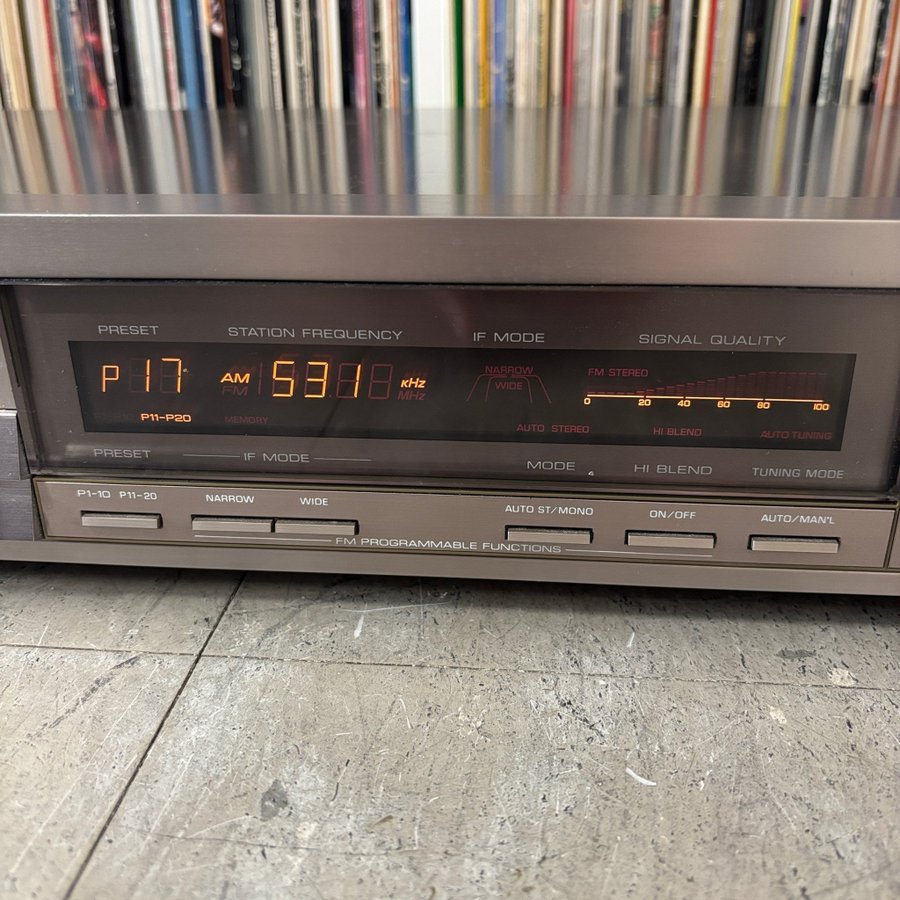 PRESET STATION FREQUENCY IF MODE SIGNAL QUALITY
P17 AM 531 kHz NARROW FM STEREO
FM MHz WIDE
0 20 40 60 80 100
P11-P20 MEMORY AUTO STEREO HI BLEND AUTO TUNING
PRESET IF MODE MODE HI BLEND TUNING MODE
P1-10 P11-20 NARROW WIDE AUTO ST/MONO ON/OFF AUTO/MAN'L
FM PROGRAMMABLE FUNCTIONS